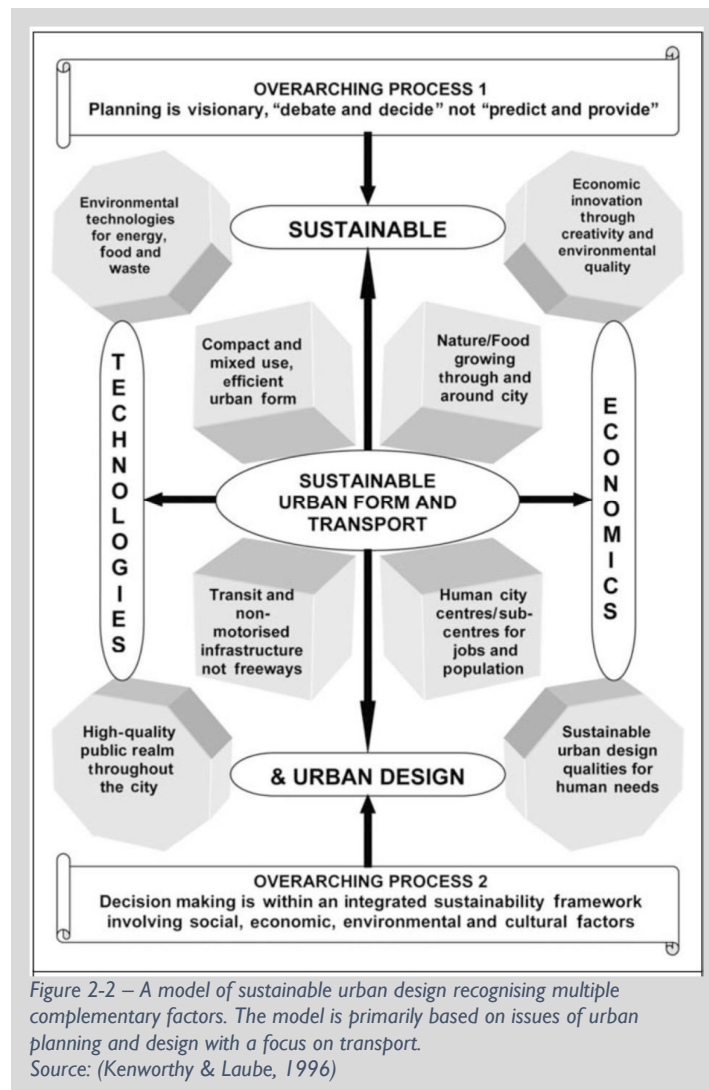 OVERARCHING PROCESS 1
Planning is visionary, “debate and decide” not “predict and provide”
Environmental
technologies
for energy,
food and
waste
SUSTAINABLE
Economic
innovation
through
creativity and
environmental
quality
Compact and
mixed use,
efficient
urban form
Nature/Food
growing
through and
around city
TECHNOLOGIES
SUSTAINABLE
URBAN FORM AND
TRANSPORT
ECONOMICS
Transit and
non-
motorised
infrastructure
not freeways
Human city
centres/sub-
centres for
jobs and
population
High-quality
public realm
throughout
the city
& URBAN DESIGN
Sustainable
urban design
qualities for
human needs
OVERARCHING PROCESS 2
Decision making is within an integrated sustainability framework
involving social, economic, environmental and cultural factors
Figure 2-2 – A model of sustainable urban design recognising multiple
complementary factors. The model is primarily based on issues of urban
planning and design with a focus on transport.
Source: (Kenworthy & Laube, 1996)